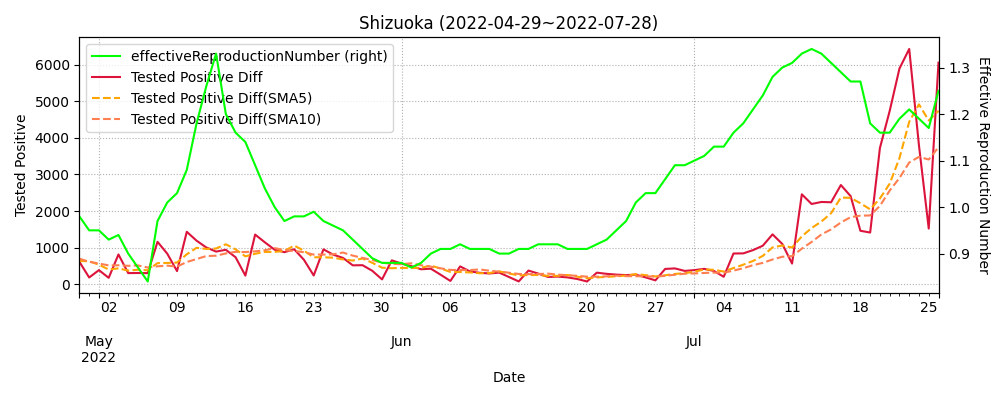 Shizuoka (2022-04-29~2022-07-28)
effectiveReproductionNumber (right)
Tested Positive Diff
Tested Positive Diff(SMA5)
Tested Positive Diff(SMA10)
Tested Positive
6000
5000
4000
3000
2000
1000
0
1.3
1.2
1.1
1.0
0.9
Effective Reproduction Number
02 09 16 23 30 06 13 20 27 04 11 18 25
May Jun Jul
2022
Date